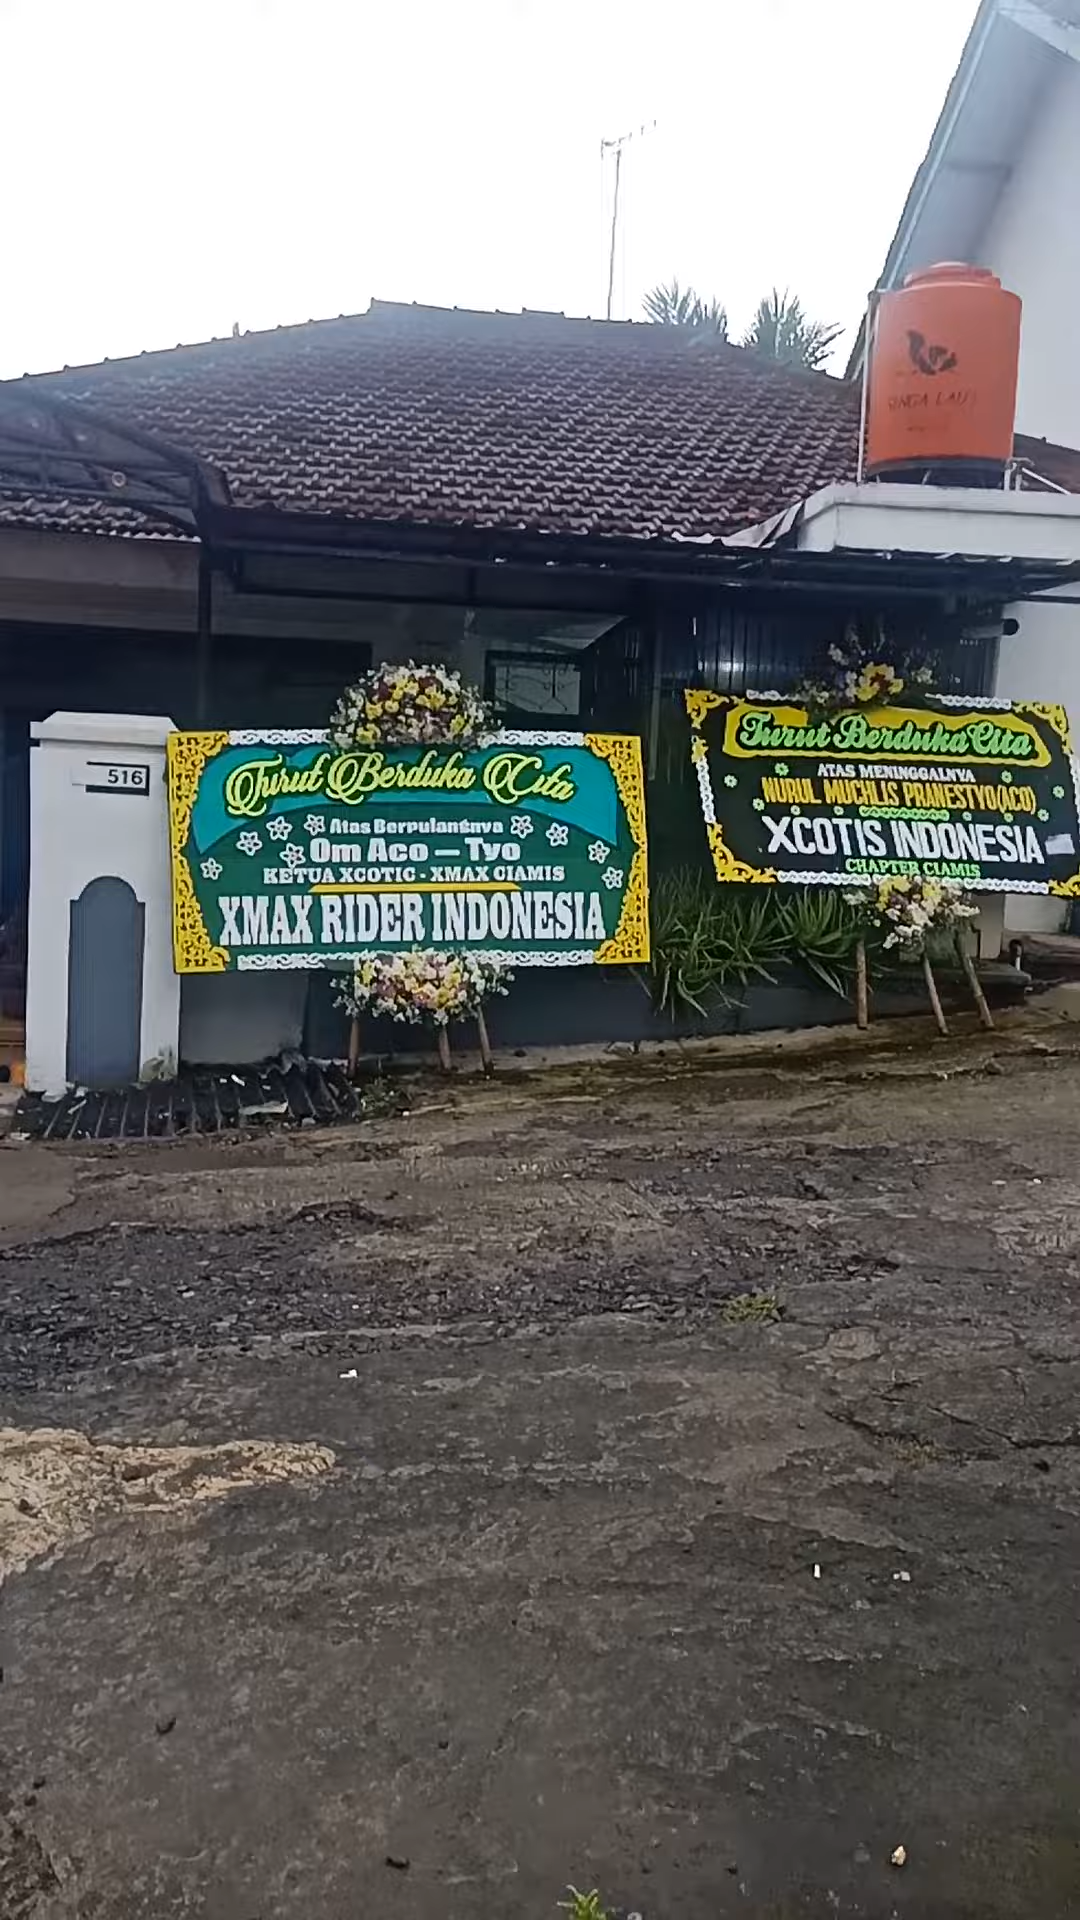 516
Turut Berduka Cita
Atas Berpulangnya
Om Aco — Tyo
KETUA XCOTIC - XMAX CIAMIS
XMAX RIDER INDONESIA
Turut Berduka Cita
ATAS MENINGGALNYA
NURUL MUCHLIS PRANESTYO(ACO)
XCOTIS INDONESIA
CHAPTER CIAMIS